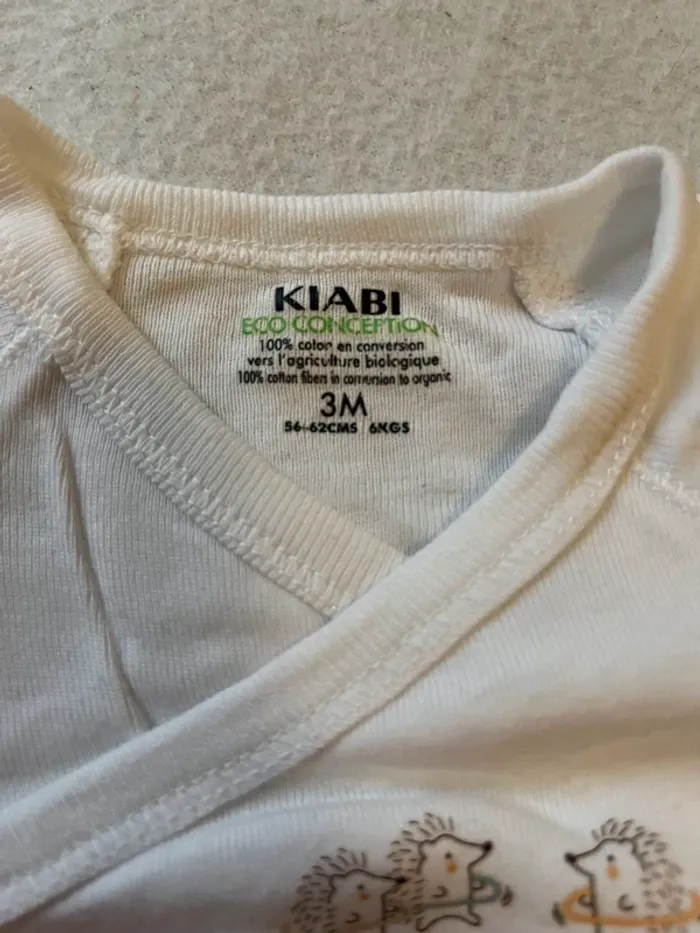 KIABI
ECO CONCEPTION
100% coton en conversion
vers l'agriculture biologique
100% cotton fibers in conversion to organic
3M
56-62CMS 6KGS